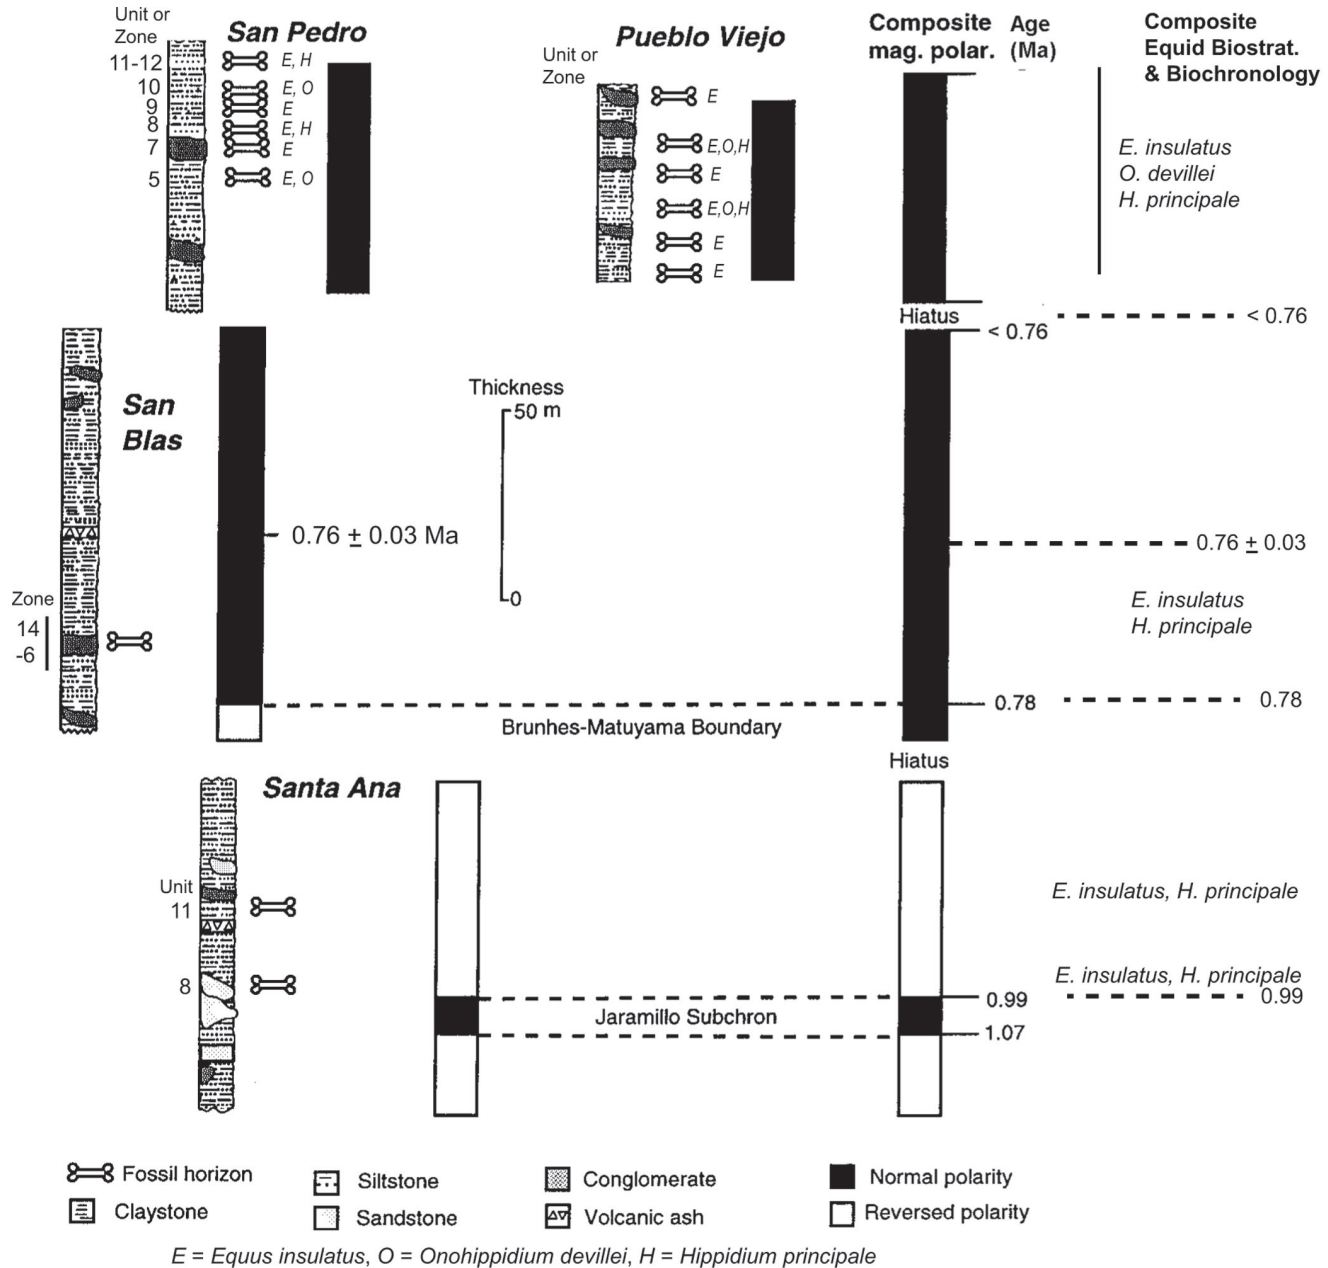 Unit or
Zone
San Pedro
11-12
E, H
10
E, O
9
E
8
E, H
7
E
5
E, O
Pueblo Viejo
Unit or
Zone
E
E,O,H
E
E,O,H
E
E
Composite
mag. polar.
Age
(Ma)
Composite
Equid Biostrat.
& Biochronology
E. insulatus
O. devillei
H. principale
Hiatus
< 0.76
< 0.76
San
Blas
Thickness
50 m
0
0.76 ± 0.03 Ma
0.76 ± 0.03
Zone
14
-6
E. insulatus
H. principale
Brunhes-Matuyama Boundary
0.78
0.78
Hiatus
Santa Ana
Unit
11
8
E. insulatus, H. principale
E. insulatus, H. principale
Jaramillo Subchron
0.99
1.07
0.99
Fossil horizon
Siltstone
Conglomerate
Normal polarity
Claystone
Sandstone
Volcanic ash
Reversed polarity
E = Equus insulatus, O = Onohippidium devillei, H = Hippidium principale